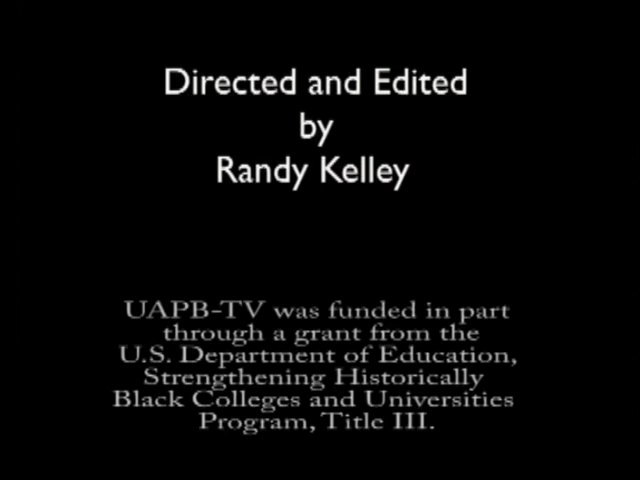 Directed and Edited
by
Randy Kelley
UAPB-TV was funded in part
through a grant from the
U.S. Department of Education,
Strengthening Historically
Black Colleges and Universities
Program, Title III.